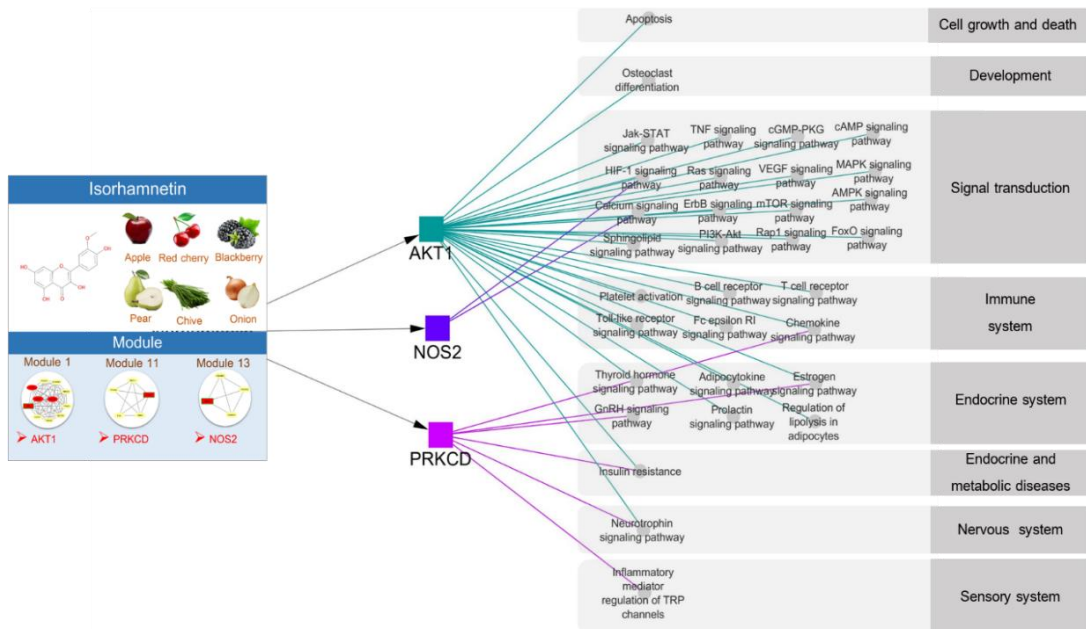 Isorhamnetin
OH
HO
OH
OH
O
O
O
Apple
Red cherry
Blackberry
Pear
Chive
Onion
Module
Module 1
Module 11
Module 13
AKT1
PRKCD
NOS2
AKT1
NOS2
PRKCD
Apoptosis
Cell growth and death
Osteoclast
differentiation
Development
Jak-STAT
signaling pathway
TNF signaling
pathway
cGMP-PKG
signaling pathway
cAMP signaling
pathway
HIF-1 signaling
pathway
Ras signaling
pathway
VEGF signaling
pathway
MAPK signaling
pathway
Calcium signaling
pathway
ErbB signaling
pathway
mTOR signaling
pathway
AMPK signaling
pathway
Sphingolipid
signaling pathway
PI3K-Akt
signaling pathway
Rap1 signaling
pathway
FoxO signaling
pathway
Signal transduction
Platelet activation
B cell receptor
signaling pathway
T cell receptor
signaling pathway
Toll-like receptor
signaling pathway
Fc epsilon RI
signaling pathway
Chemokine
signaling pathway
Immune
system
Thyroid hormone
signaling pathway
Adipocytokine
signaling pathway
Estrogen
signaling pathway
GnRH signaling
pathway
Prolactin
signaling pathway
Regulation of
lipolysis in
adipocytes
Endocrine system
Insulin resistance
Endocrine and
metabolic diseases
Neurotrophin
signaling pathway
Nervous system
Inflammatory
mediator
regulation of TRP
channels
Sensory system